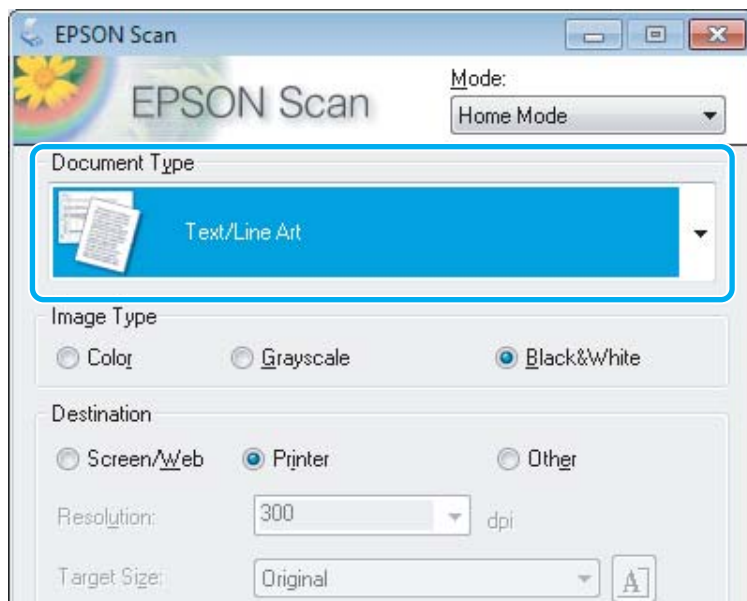 EPSON Scan
EPSON Scan
Mode:
Home Mode
Document Type
Text/Line Art
Image Type
Color Grayscale Black&White
Destination
Screen/Web Printer Other
Resolution: 300 dpi
Target Size: Original A